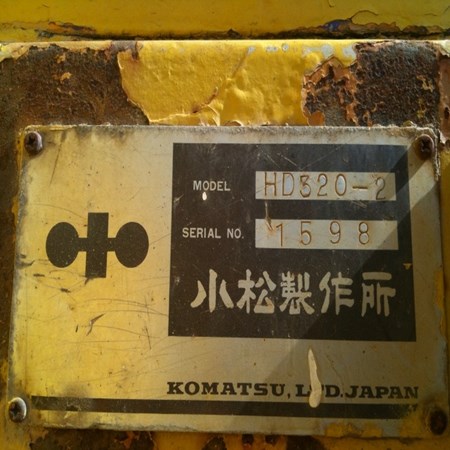 MODEL HD320-2
SERIAL NO. 1598
小松製作所
KOMATSU, LTD. JAPAN